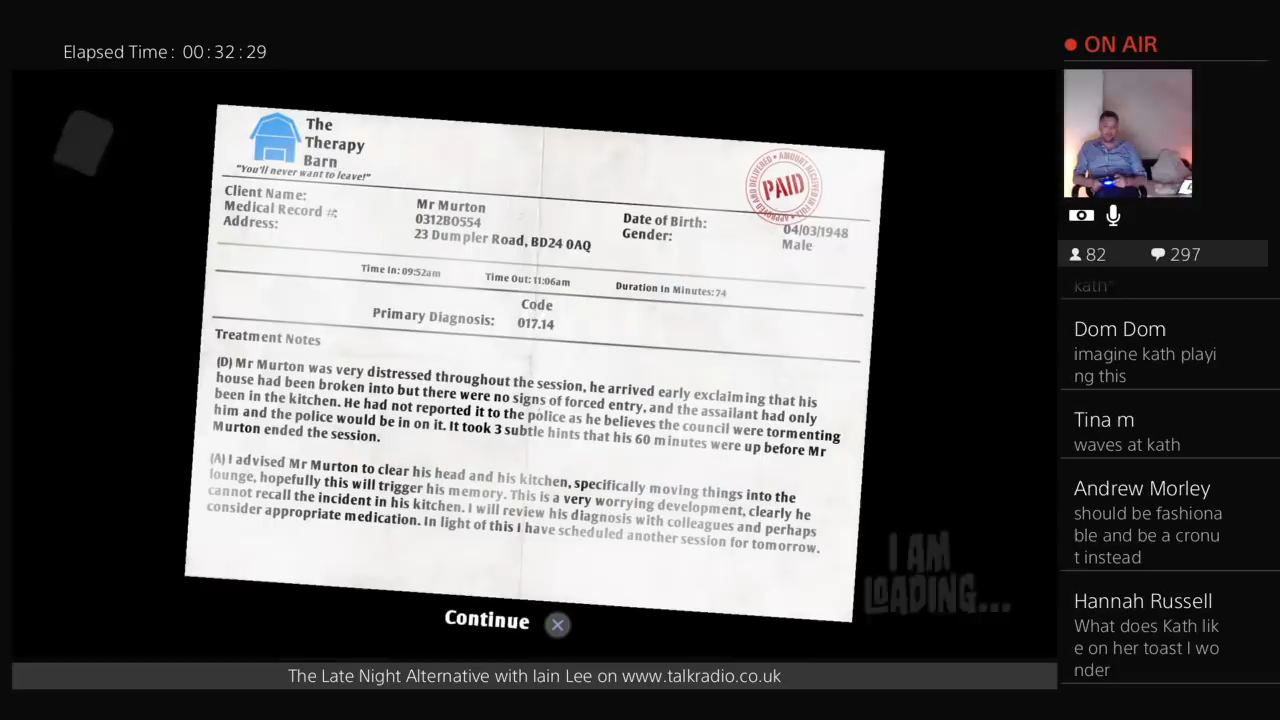 Elapsed Time: 00:32:29
ON AIR
82
297
kath"
Dom Dom
imagine kath playi
ng this
Tina m
waves at kath
Andrew Morley
should be fashiona
ble and be a cronu
t instead
Hannah Russell
What does Kath lik
e on her toast I wo
nder
The
Therapy
Barn
"You'll never want to leave!"
AMOUNT RECEIVED IN FULL
PAID
APPROVED AND DELIVERED
Client Name: Mr Murton
Medical Record #: 0312B0554
Address: 23 Dumpler Road, BD24 0AQ
Date of Birth: 04/03/1948
Gender: Male
Time In: 09:52am Time Out: 11:06am Duration In Minutes: 74
Code
Primary Diagnosis: 017.14
Treatment Notes
(D) Mr Murton was very distressed throughout the session, he arrived early exclaiming that his
house had been broken into but there were no signs of forced entry, and the assailant had only
been in the kitchen. He had not reported it to the police as he believes the council were tormenting
him and the police would be in on it. It took 3 subtle hints that his 60 minutes were up before Mr
Murton ended the session.
(A) I advised Mr Murton to clear his head and his kitchen, specifically moving things into the
lounge, hopefully this will trigger his memory. This is a very worrying development, clearly he
cannot recall the incident in his kitchen. I will review his diagnosis with colleagues and perhaps
consider appropriate medication. In light of this I have scheduled another session for tomorrow.
I AM
LOADING...
Continue
The Late Night Alternative with Iain Lee on www.talkradio.co.uk